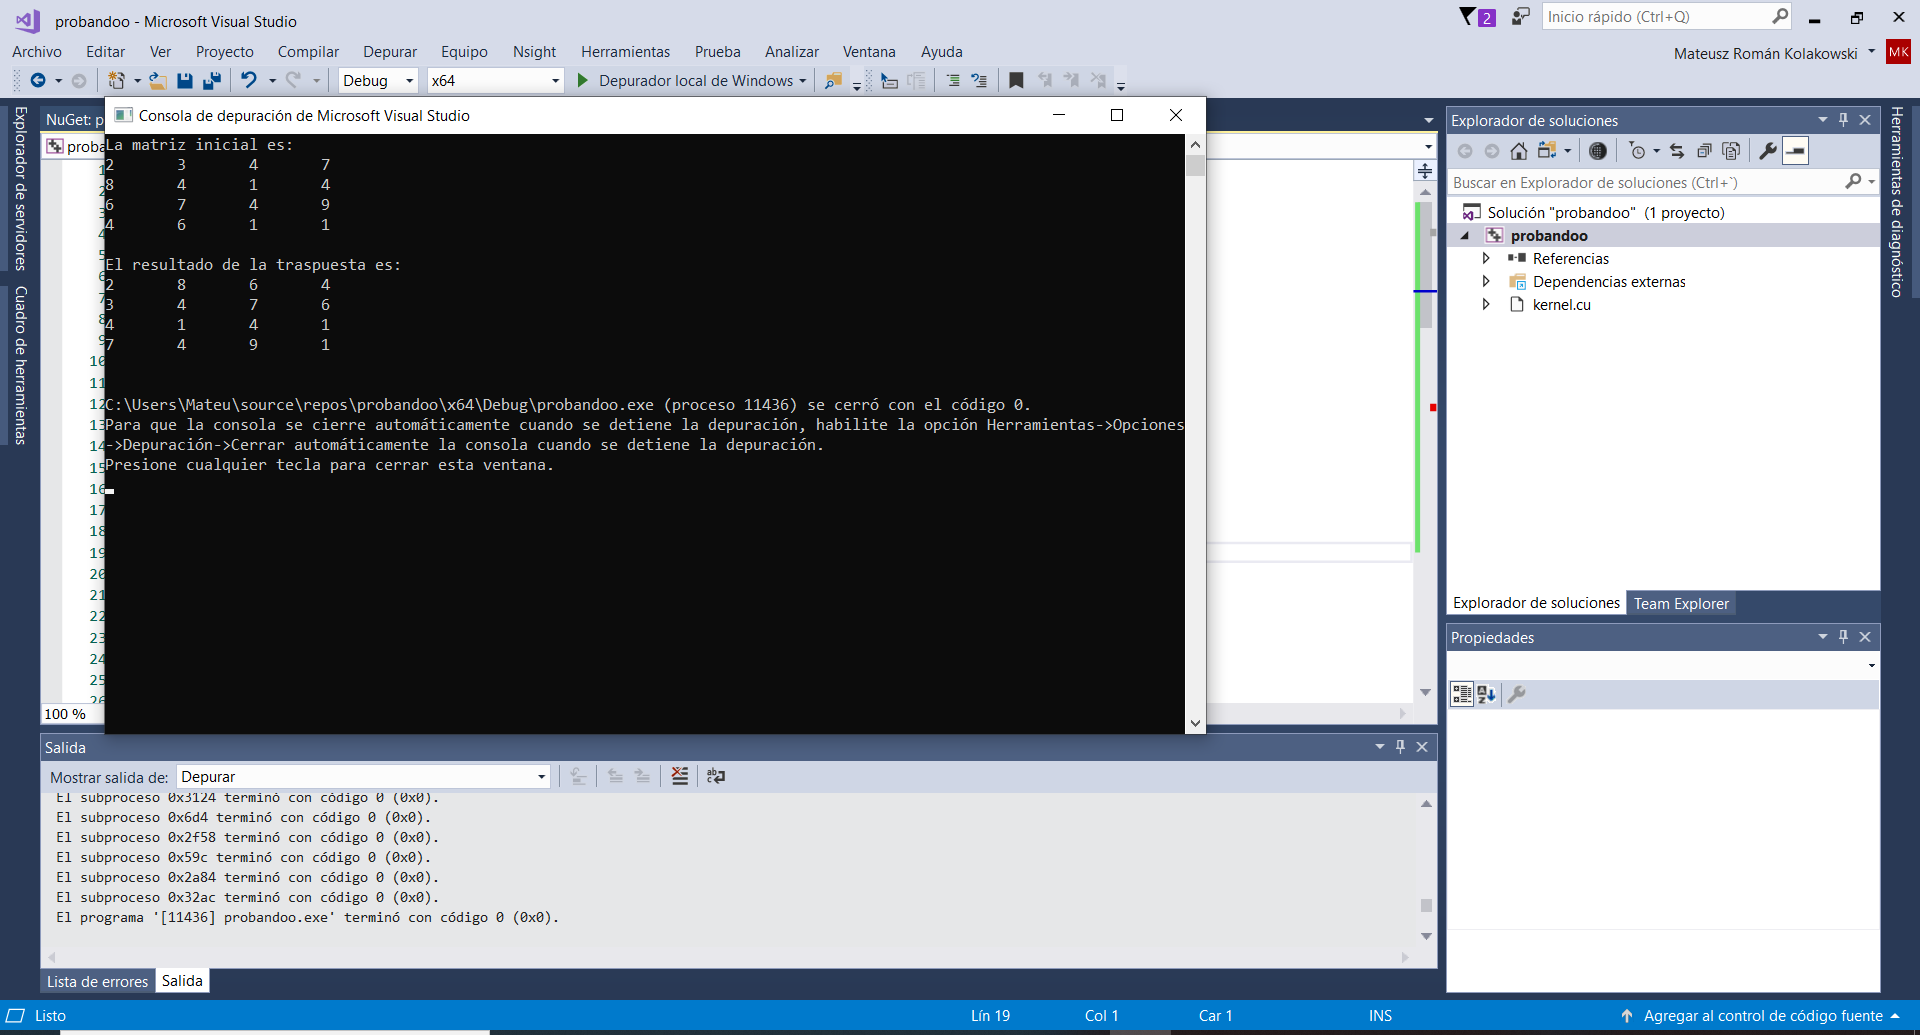 probandoo - Microsoft Visual Studio
2
Inicio rápido (Ctrl+Q)
Archivo Editar Ver Proyecto Compilar Depurar Equipo Nsight Herramientas Prueba Analizar Ventana Ayuda
Mateusz Román Kolakowski MK
Debug x64 Depurador local de Windows
Explorador de servidores
Cuadro de herramientas
NuGet: p
proba
Consola de depuración de Microsoft Visual Studio
La matriz inicial es:
2 3 4 7
8 4 1 4
6 7 4 9
4 6 1 1
El resultado de la traspuesta es:
2 8 6 4
3 4 7 6
4 1 4 1
7 4 9 1
C:\Users\Mateu\source\repos\probandoo\x64\Debug\probandoo.exe (proceso 11436) se cerró con el código 0.
Para que la consola se cierre automáticamente cuando se detiene la depuración, habilite la opción Herramientas->Opciones
->Depuración->Cerrar automáticamente la consola cuando se detiene la depuración.
Presione cualquier tecla para cerrar esta ventana.
1
2
3
4
5
6
7
8
9
10
11
12
13
14
15
16
17
18
19
20
21
22
23
24
25
26
100 %
Salida
Mostrar salida de: Depurar
El subproceso 0x3124 terminó con código 0 (0x0).
El subproceso 0x6d4 terminó con código 0 (0x0).
El subproceso 0x2f58 terminó con código 0 (0x0).
El subproceso 0x59c terminó con código 0 (0x0).
El subproceso 0x2a84 terminó con código 0 (0x0).
El subproceso 0x32ac terminó con código 0 (0x0).
El programa '[11436] probandoo.exe' terminó con código 0 (0x0).
Lista de errores Salida
Explorador de soluciones
Buscar en Explorador de soluciones (Ctrl+`)
Solución "probandoo" (1 proyecto)
probandoo
Referencias
Dependencias externas
kernel.cu
Explorador de soluciones Team Explorer
Propiedades
Herramientas de diagnóstico
Listo Lín 19 Col 1 Car 1 INS Agregar al control de código fuente